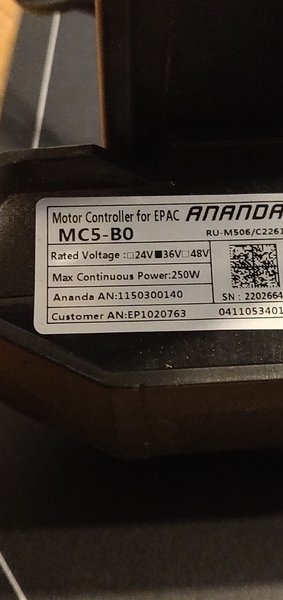 Motor Controller for EPAC ANANDA
MC5-B0 RU-M506/C2261
Rated Voltage :□24V■36V□48V
Max Continuous Power:250W
Ananda AN:1150300140 SN : 2202664
Customer AN:EP1020763 0411053401